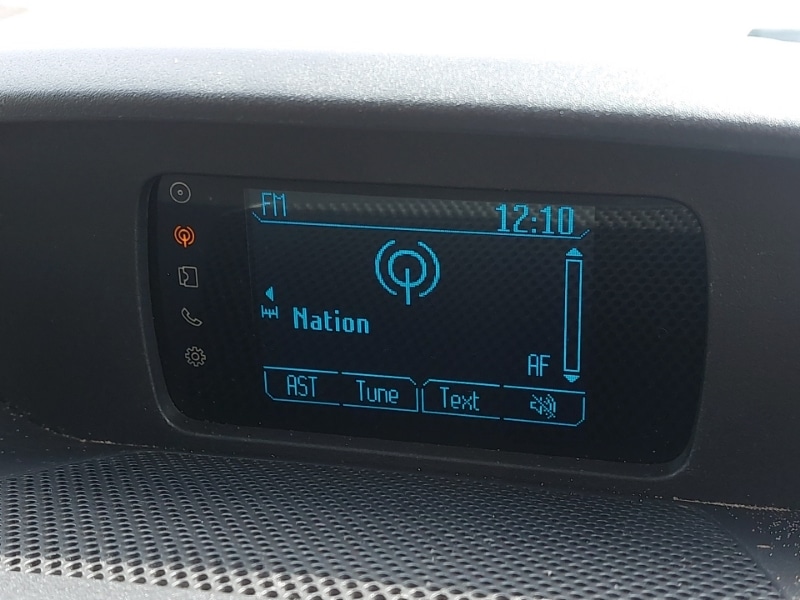 FM 12:10
Nation
AF
AST Tune Text